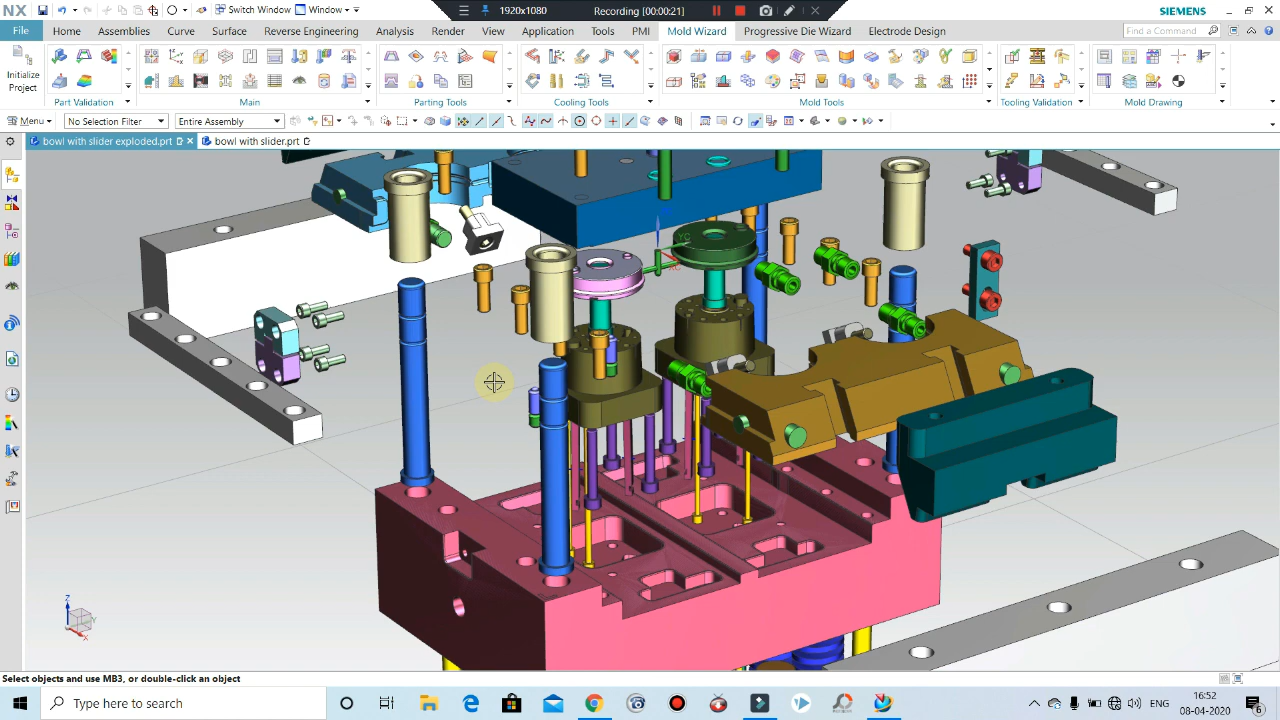 NX
Switch Window
Window
1920x1080
Recording [00:00:21]
SIEMENS
File
Home
Curve
Surface
Analysis
Render
View
Application
Tools
PMI
Mold Wizard
Progressive Die Wizard
Electrode Design
Find a Command
Initialize
Project
Part Validation
Main
Parting Tools
Cooling Tools
Mold Tools
Tooling Validation
Mold Drawing
Menu
No Selection Filter
Entire Assembly
bowl with slider exploded.prt
bowl with slider.prt
YC
XC
Z
Y
X
Select objects and use MB3, or double-click an object
Type here to search
ENG
16:52
08-04-2020